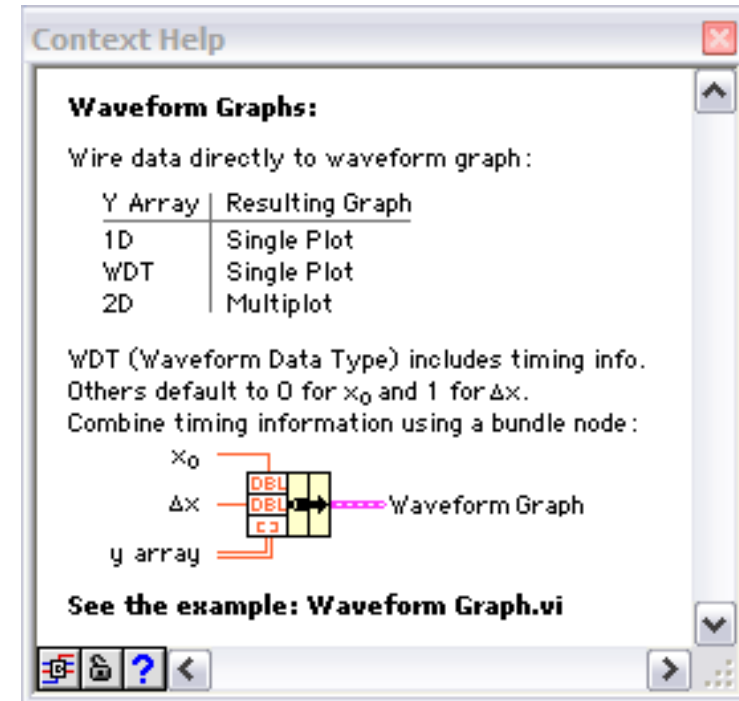 Context Help
Waveform Graphs:
Wire data directly to waveform graph:
Y Array Resulting Graph
1D Single Plot
WDT Single Plot
2D Multiplot
WDT (Waveform Data Type) includes timing info.
Others default to 0 for x₀ and 1 for Δx.
Combine timing information using a bundle node:
x₀
DBL
Δx DBL Waveform Graph
[ ]
y array
See the example: Waveform Graph.vi
?